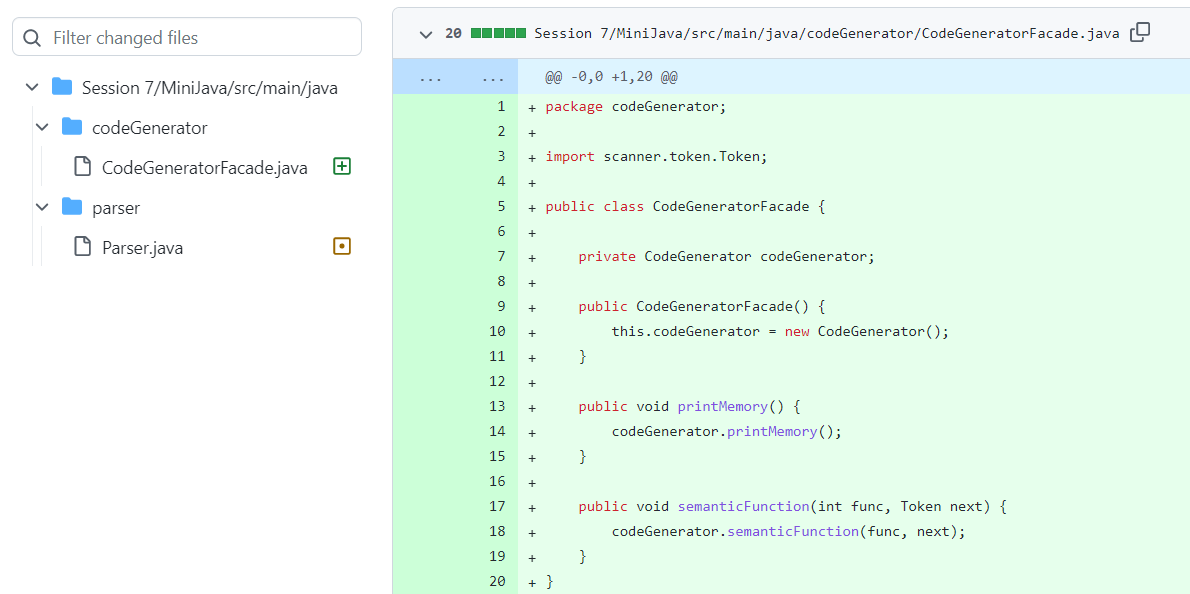 Filter changed files
Session 7/MiniJava/src/main/java
codeGenerator
CodeGeneratorFacade.java
parser
Parser.java
20 Session 7/MiniJava/src/main/java/codeGenerator/CodeGeneratorFacade.java
... ... @@ -0,0 +1,20 @@
1 + package codeGenerator;
2 +
3 + import scanner.token.Token;
4 +
5 + public class CodeGeneratorFacade {
6 +
7 +     private CodeGenerator codeGenerator;
8 +
9 +     public CodeGeneratorFacade() {
10 +         this.codeGenerator = new CodeGenerator();
11 +     }
12 +
13 +     public void printMemory() {
14 +         codeGenerator.printMemory();
15 +     }
16 +
17 +     public void semanticFunction(int func, Token next) {
18 +         codeGenerator.semanticFunction(func, next);
19 +     }
20 + }